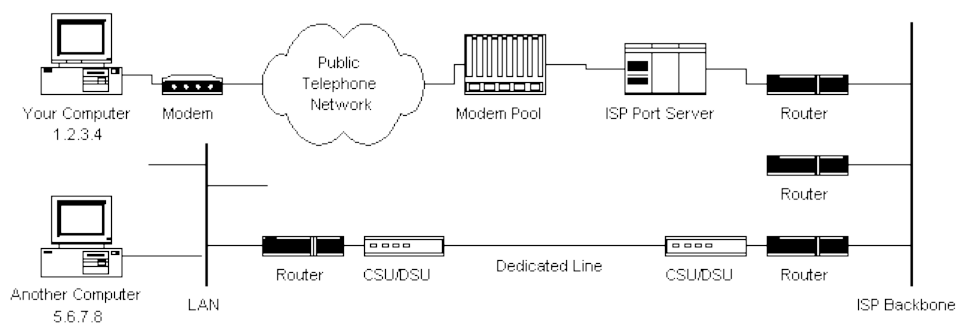 Public
Telephone
Network
Your Computer
1.2.3.4
Modem
Modem Pool
ISP Port Server
Router
Router
Another Computer
5.6.7.8
LAN
Router
CSU/DSU
Dedicated Line
CSU/DSU
Router
ISP Backbone